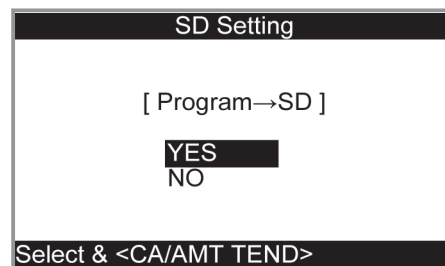 SD Setting
[ Program→SD ]
YES
NO
Select & <CA/AMT TEND>